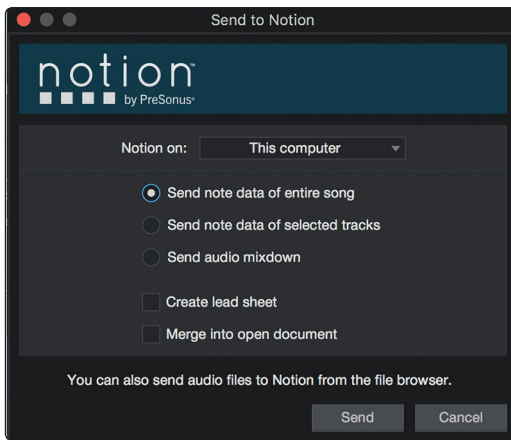 Send to Notion
notion™
by PreSonus®
Notion on: This computer
Send note data of entire song
Send note data of selected tracks
Send audio mixdown
Create lead sheet
Merge into open document
You can also send audio files to Notion from the file browser.
Send Cancel